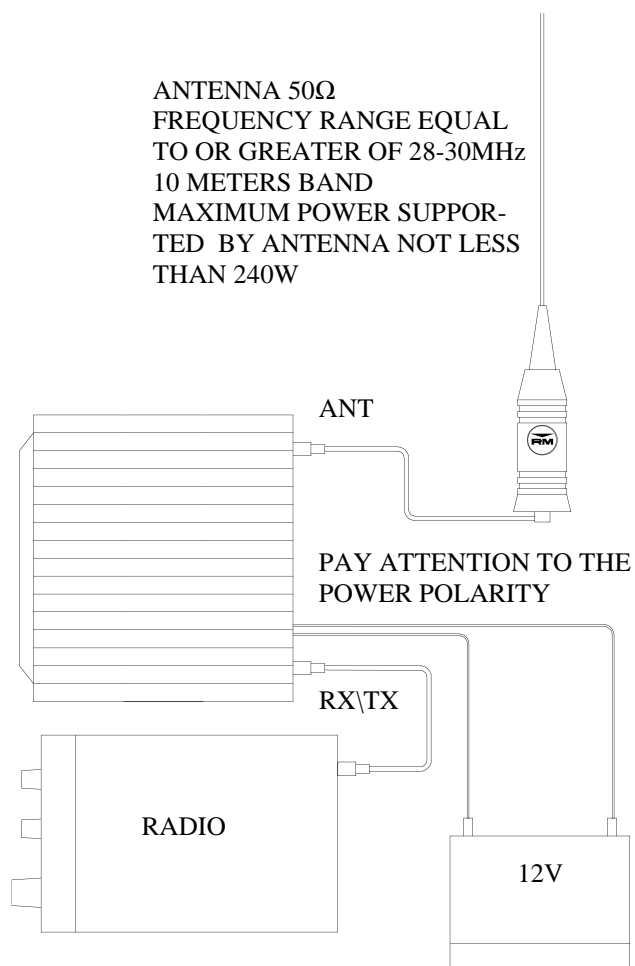 ANTENNA 50Ω
FREQUENCY RANGE EQUAL
TO OR GREATER OF 28-30MHz
10 METERS BAND
MAXIMUM POWER SUPPOR-
TED BY ANTENNA NOT LESS
THAN 240W
ANT
RM
PAY ATTENTION TO THE
POWER POLARITY
RX\TX
RADIO
12V